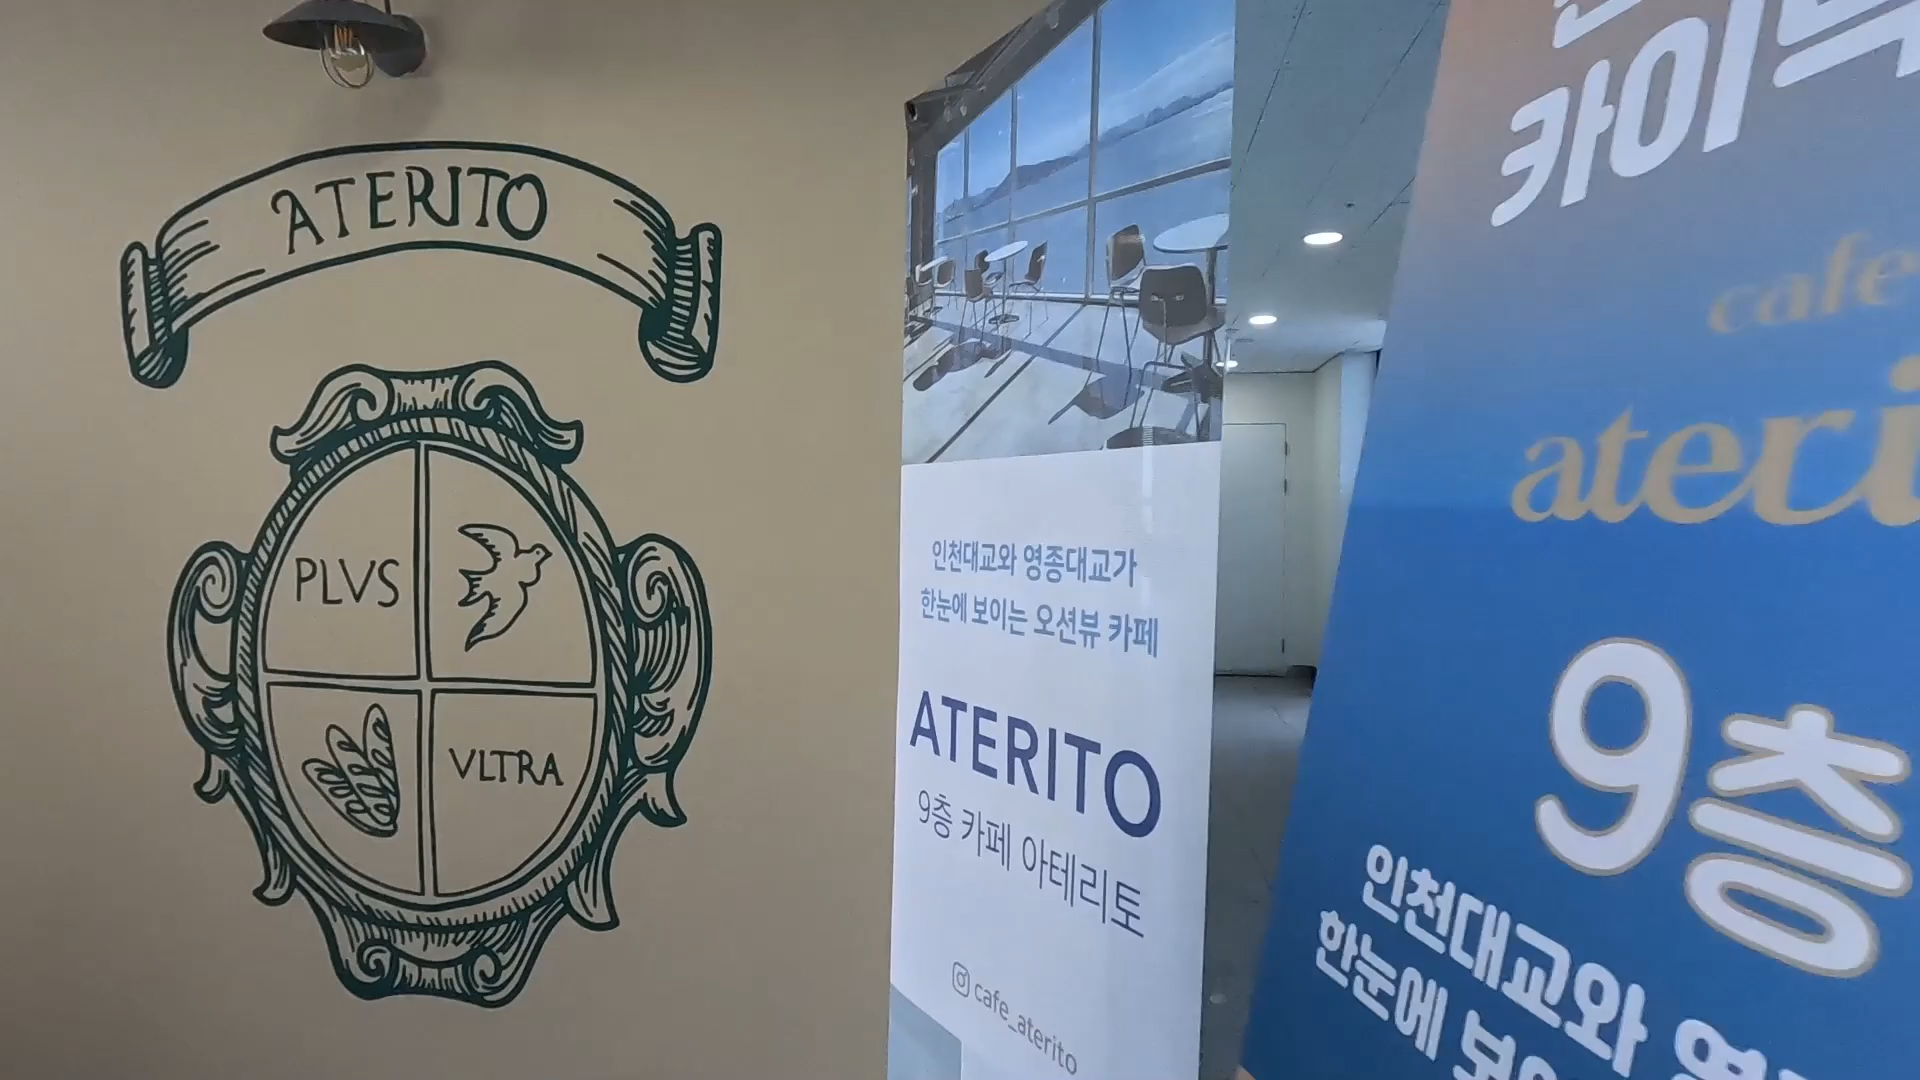 ATERITO
PLVS
VLTRA
인천대교와 영종대교가
한눈에 보이는 오션뷰 카페
ATERITO
9층 카페 아테리토
cafe_aterito
cafe
ateri
9층
인천대교와
한눈에